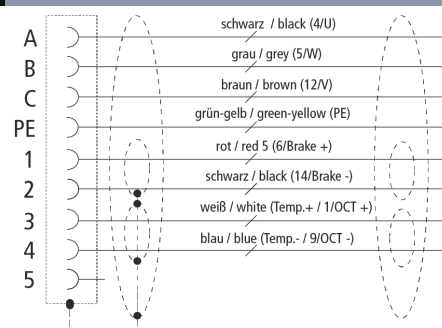 A schwarz / black (4/U)
B grau / grey (5/W)
C braun / brown (12/V)
PE grün-gelb / green-yellow (PE)
1 rot / red 5 (6/Brake +)
2 schwarz / black (14/Brake -)
3 weiß / white (Temp.+ / 1/OCT +)
4 blau / blue (Temp.- / 9/OCT -)
5